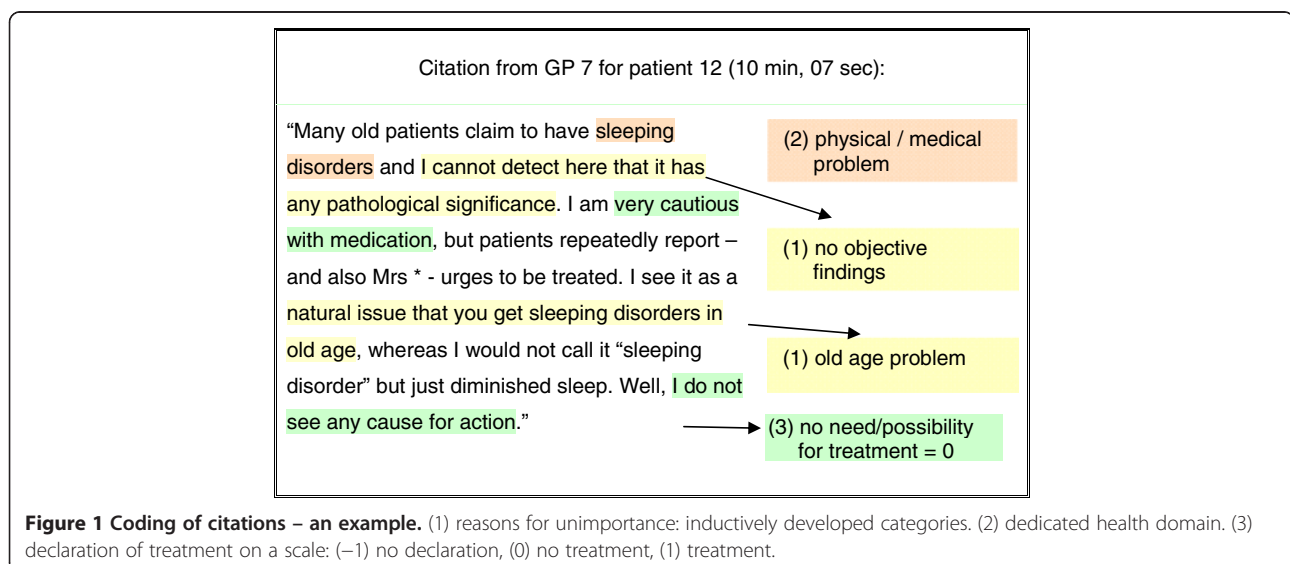 Citation from GP 7 for patient 12 (10 min, 07 sec):
“Many old patients claim to have sleeping
disorders and I cannot detect here that it has
any pathological significance. I am very cautious
with medication, but patients repeatedly report –
and also Mrs * - urges to be treated. I see it as a
natural issue that you get sleeping disorders in
old age, whereas I would not call it “sleeping
disorder” but just diminished sleep. Well, I do not
see any cause for action.”
(2) physical / medical
problem
(1) no objective
findings
(1) old age problem
(3) no need/possibility
for treatment = 0
Figure 1 Coding of citations – an example. (1) reasons for unimportance: inductively developed categories. (2) dedicated health domain. (3)
declaration of treatment on a scale: (−1) no declaration, (0) no treatment, (1) treatment.